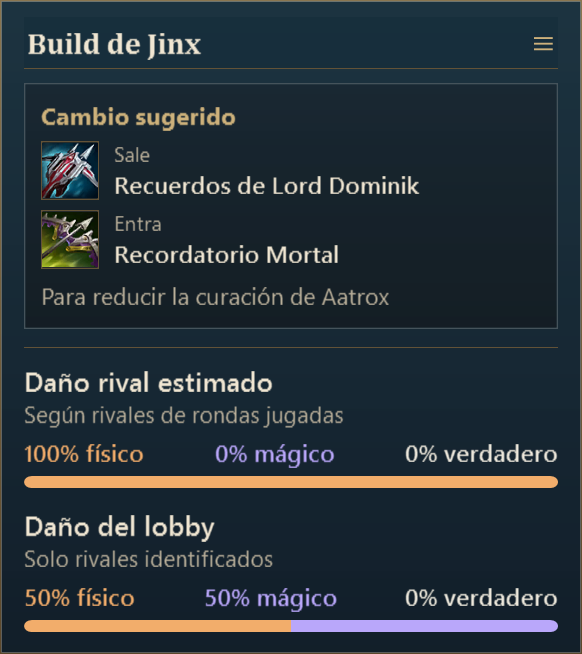 Build de Jinx
Cambio sugerido
Sale
Recuerdos de Lord Dominik
Entra
Recordatorio Mortal
Para reducir la curación de Aatrox
Daño rival estimado
Según rivales de rondas jugadas
100% físico 0% mágico 0% verdadero
Daño del lobby
Solo rivales identificados
50% físico 50% mágico 0% verdadero